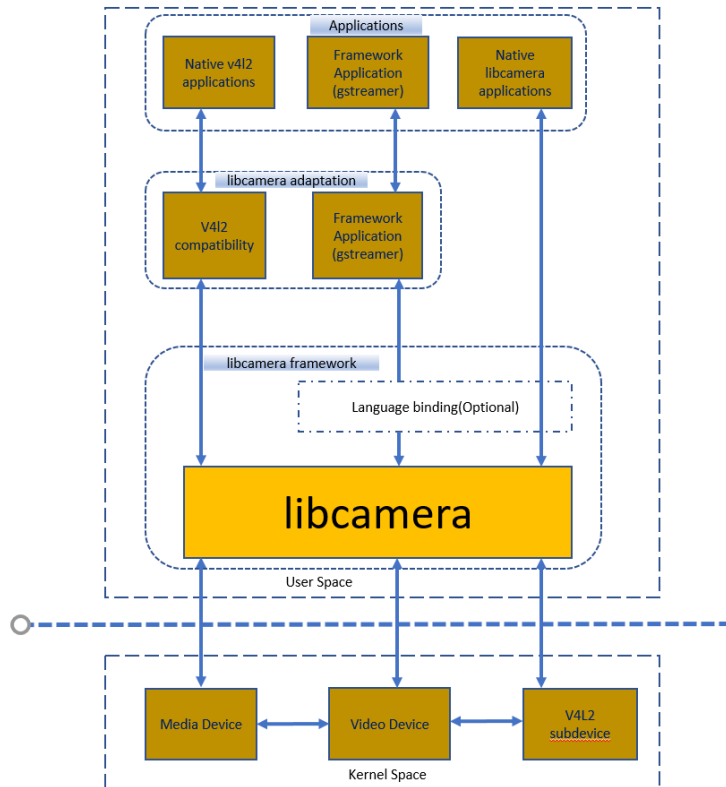 Applications
Native v4l2
applications
Framework
Application
(gstreamer)
Native
libcamera
applications
libcamera adaptation
V4l2
compatibility
Framework
Application
(gstreamer)
libcamera framework
Language binding(Optional)
libcamera
User Space
Media Device
Video Device
V4L2
subdevice
Kernel Space